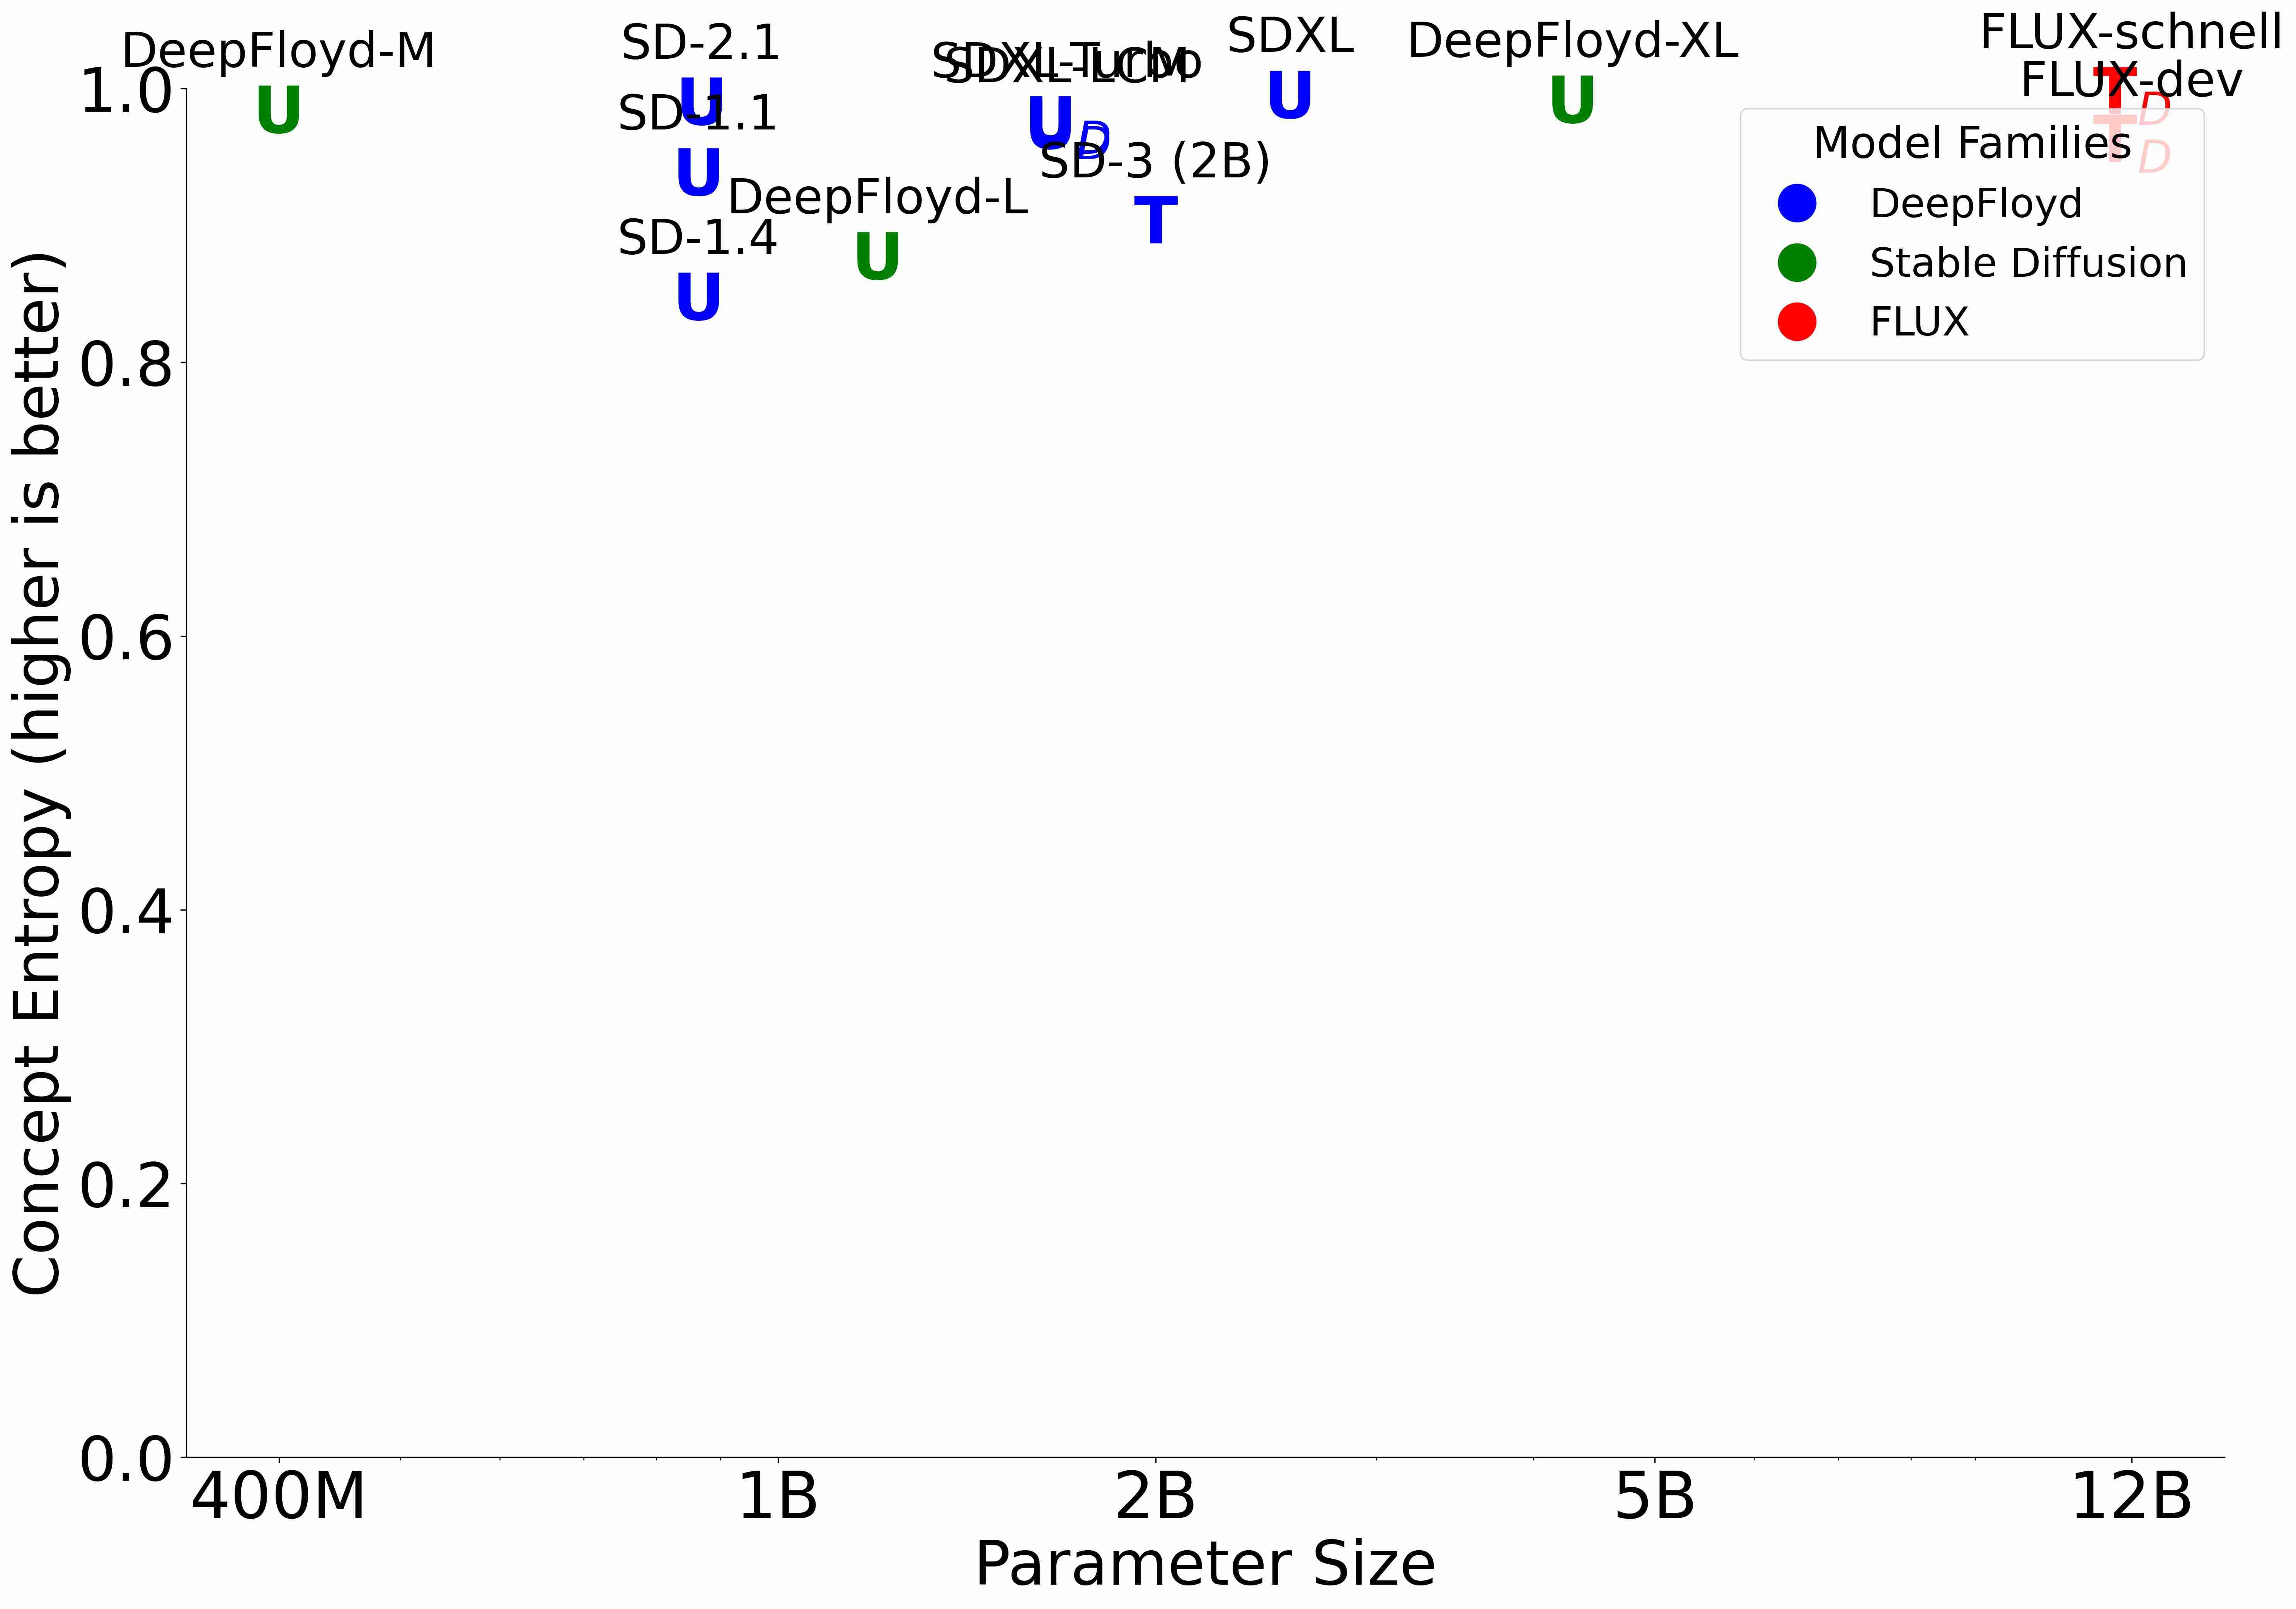 FLUX-schnell
SDXL
DeepFloyd-XL
SD-2.1
DeepFloyd-M
SDXL-Turbo
SDXL-LCM
FLUX-dev
1.0
U
U
U
U
T
D
SD-1.1
U
D
D
T
D
Model Families
SD-3 (2B)
U
DeepFloyd-L
T
DeepFloyd
SD-1.4
U
Stable Diffusion
U
FLUX
0.8
0.6
0.4
0.2
0.0
Concept Entropy (higher is better)
400M 1B 2B 5B 12B
Parameter Size